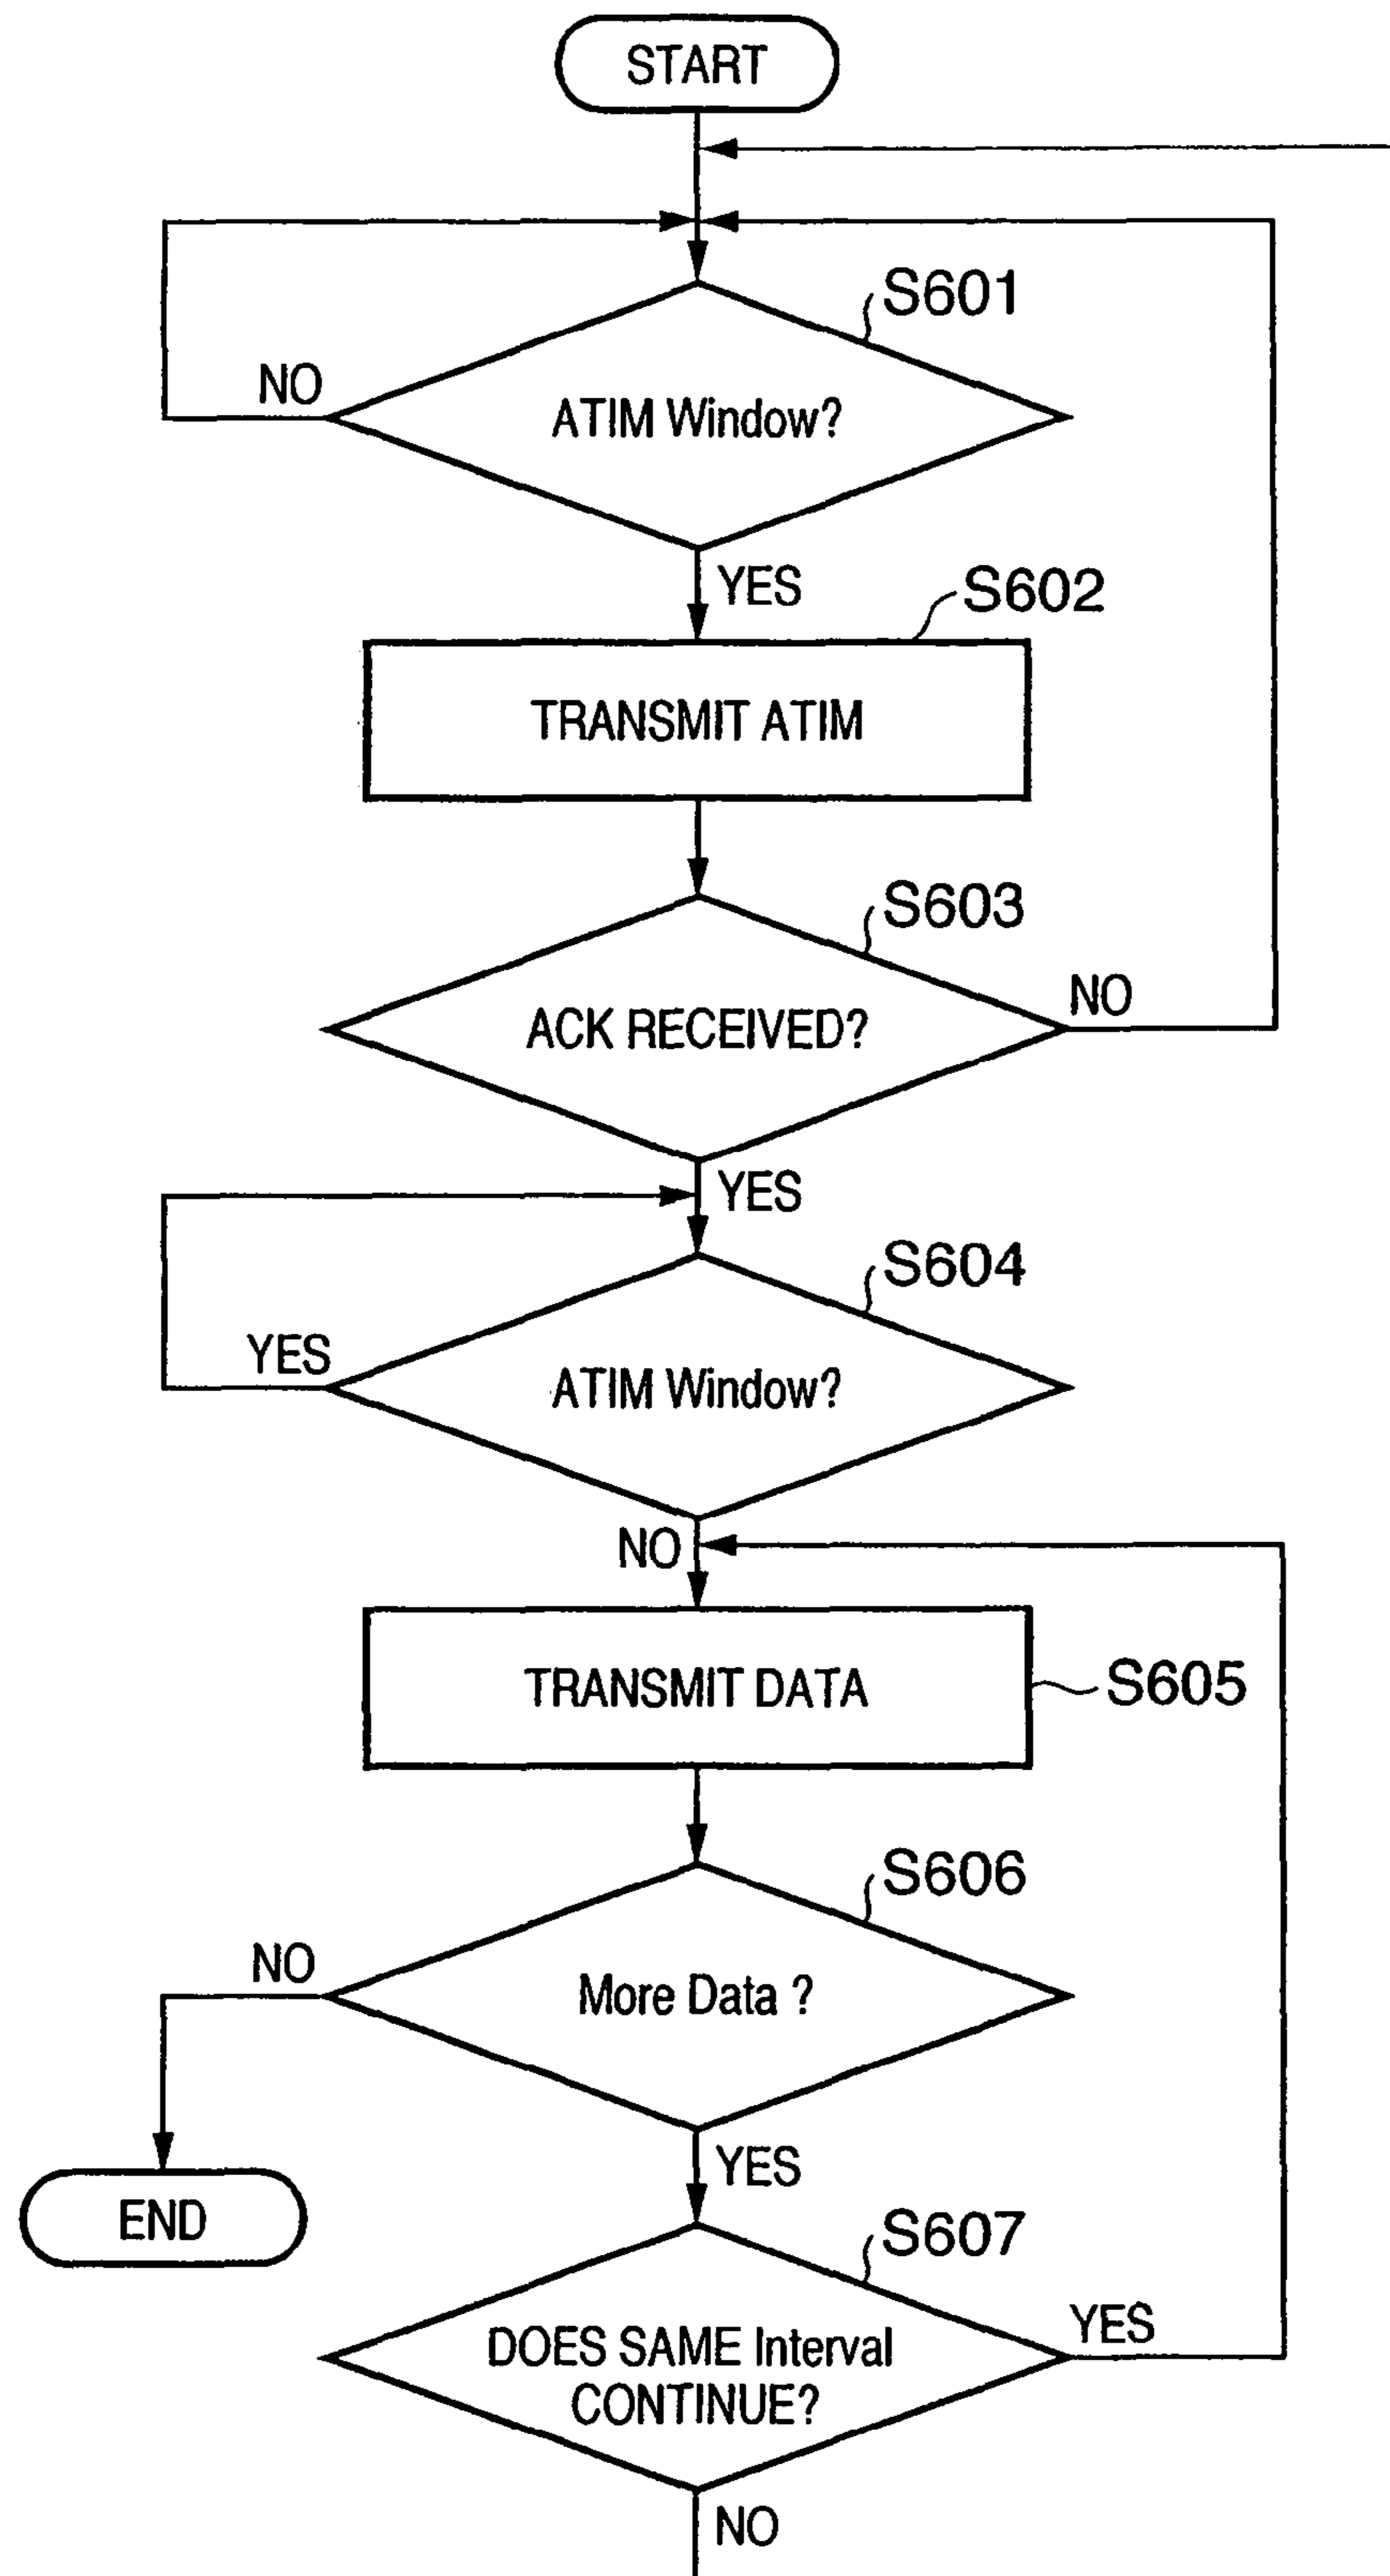 START
S601
NO
ATIM Window?
YES
S602
TRANSMIT ATIM
S603
NO
ACK RECEIVED?
YES
S604
YES
ATIM Window?
NO
TRANSMIT DATA
S605
S606
NO
More Data ?
YES
END
S607
YES
DOES SAME Interval
CONTINUE?
NO